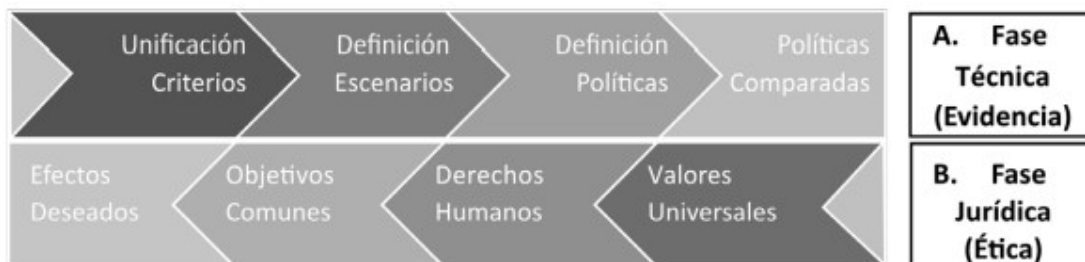 Unificación
Criterios
Definición
Escenarios
Definición
Políticas
Políticas
Comparadas
A. Fase
Técnica
(Evidencia)
Efectos
Deseados
Objetivos
Comunes
Derechos
Humanos
Valores
Universales
B. Fase
Jurídica
(Ética)